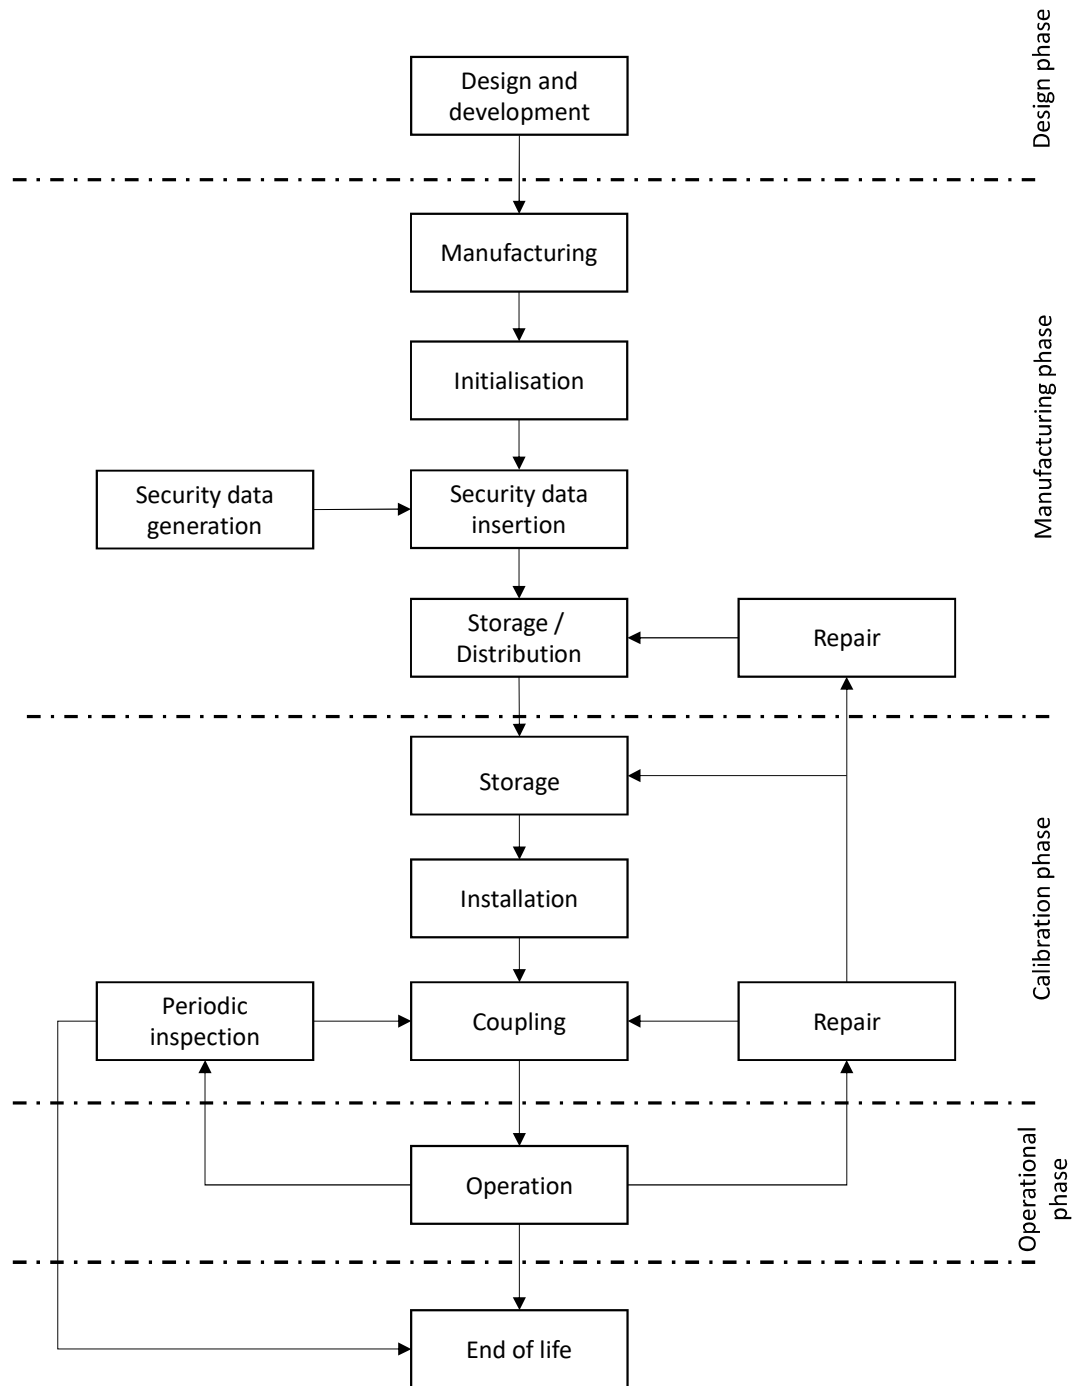 Design phase
Design and
development
Manufacturing phase
Manufacturing
Initialisation
Security data
generation
Security data
insertion
Storage /
Distribution
Repair
Calibration phase
Storage
Installation
Periodic
inspection
Coupling
Repair
Operational
phase
Operation
End of life